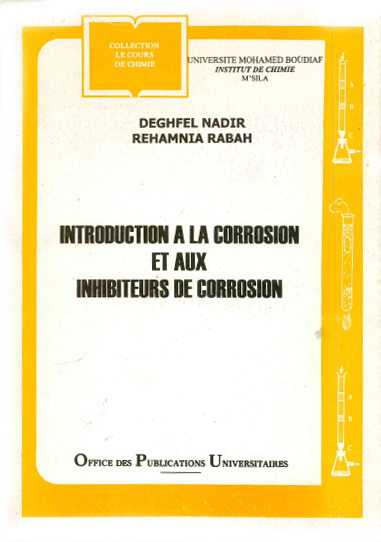 COLLECTION
LE COURS
DE CHIMIE
UNIVERSITE MOHAMED BOÜDIAF
INSTITUT DE CHIMIE
M'SILA
DEGHFEL NADIR
REHAMNIA RABAH
INTRODUCTION A LA CORROSION
ET AUX
INHIBITEURS DE CORROSION
OFFICE DES PUBLICATIONS UNIVERSITAIRES
A
B
C
A
B
C